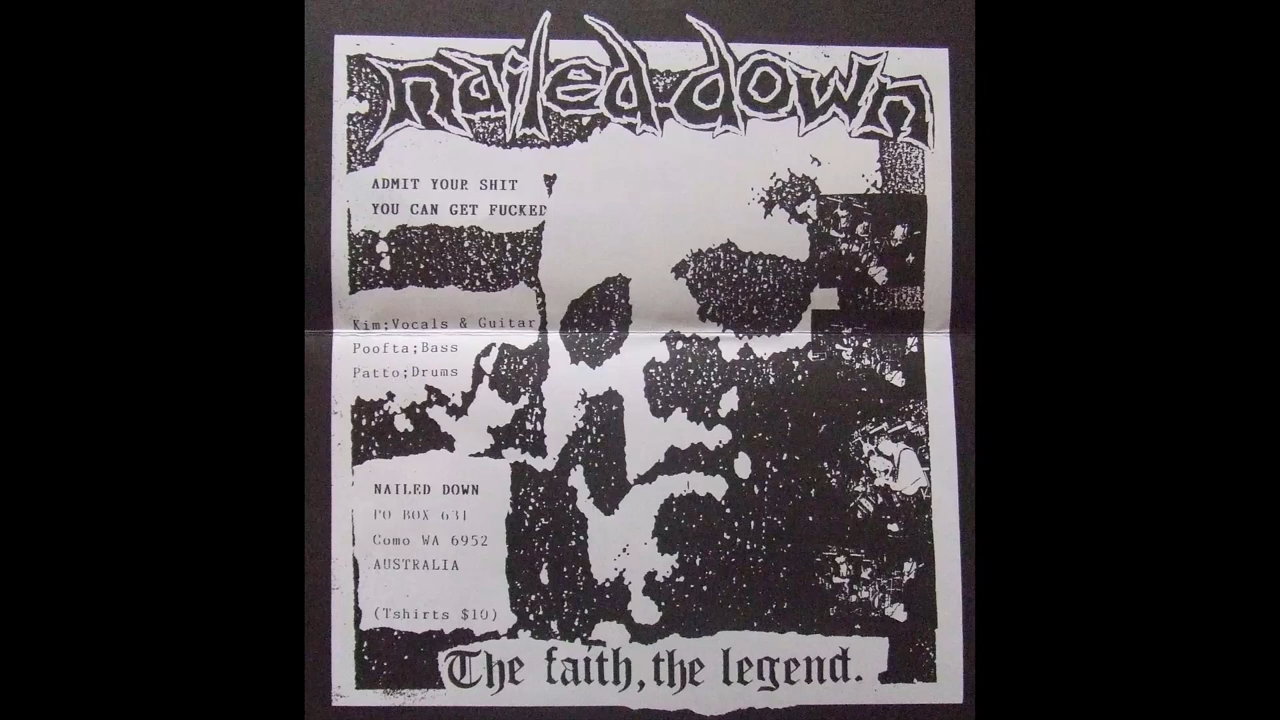 nailed down
ADMIT YOUR SHIT
YOU CAN GET FUCKED
Kim;Vocals & Guitar
Poofta;Bass
Patto;Drums
NAILED DOWN
PO BOX 631
Como WA 6952
AUSTRALIA
(Tshirts $10)
The faith, the legend.